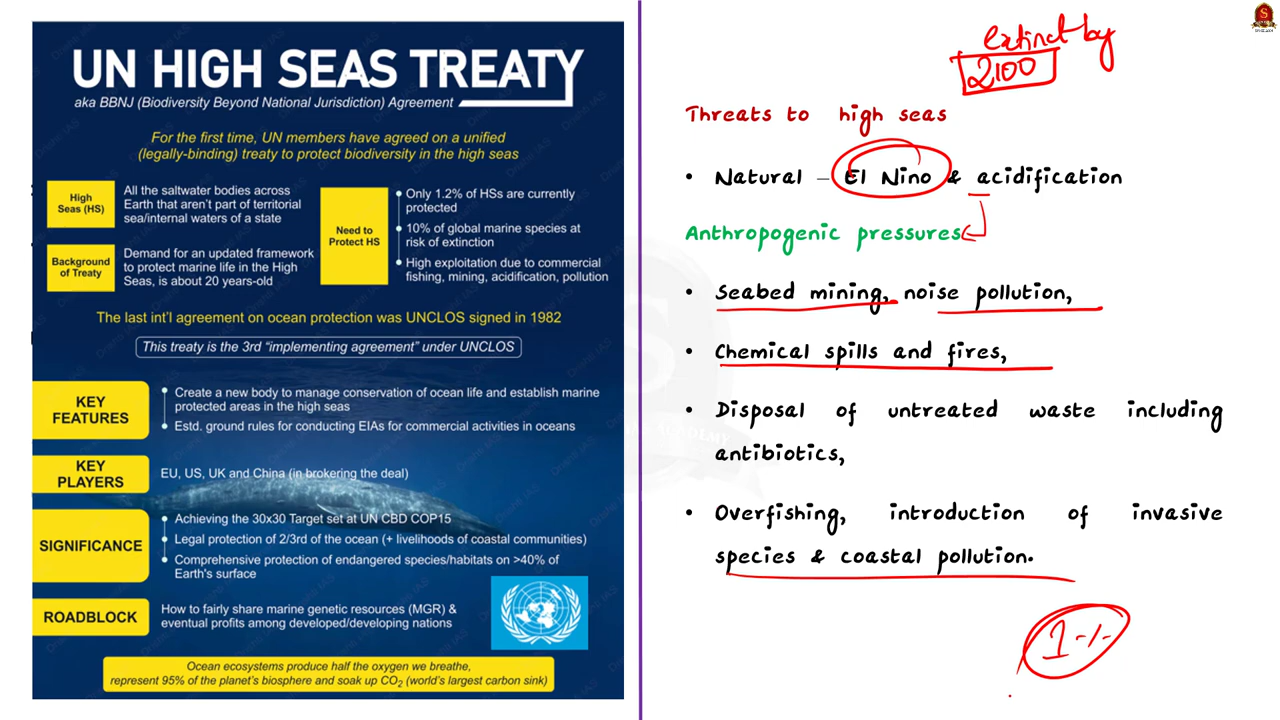 UN HIGH SEAS TREATY
aka BBNJ (Biodiversity Beyond National Jurisdiction) Agreement
For the first time, UN members have agreed on a unified
(legally-binding) treaty to protect biodiversity in the high seas
High
Seas (HS)
All the saltwater bodies across
Earth that aren't part of territorial
sea/internal waters of a state
Background
of Treaty
Demand for an updated framework
to protect marine life in the High
Seas, is about 20 years-old
Need to
Protect HS
Only 1.2% of HSs are currently
protected
10% of global marine species at
risk of extinction
High exploitation due to commercial
fishing, mining, acidification, pollution
The last int'l agreement on ocean protection was UNCLOS signed in 1982
This treaty is the 3rd “implementing agreement” under UNCLOS
KEY
FEATURES
Create a new body to manage conservation of ocean life and establish marine
protected areas in the high seas
Estd. ground rules for conducting EIAs for commercial activities in oceans
KEY
PLAYERS
EU, US, UK and China (in brokering the deal)
SIGNIFICANCE
Achieving the 30x30 Target set at UN CBD COP15
Legal protection of 2/3rd of the ocean (+ livelihoods of coastal communities)
Comprehensive protection of endangered species/habitats on >40% of
Earth's surface
ROADBLOCK
How to fairly share marine genetic resources (MGR) &
eventual profits among developed/developing nations
Ocean ecosystems produce half the oxygen we breathe,
represent 95% of the planet's biosphere and soak up CO₂ (world's largest carbon sink)
extinct by
2100
Threats to high seas
• Natural – El Nino & acidification
Anthropogenic pressures
• Seabed mining, noise pollution,
• Chemical spills and fires,
• Disposal of untreated waste including
antibiotics,
• Overfishing, introduction of invasive
species & coastal pollution.
1 -/-